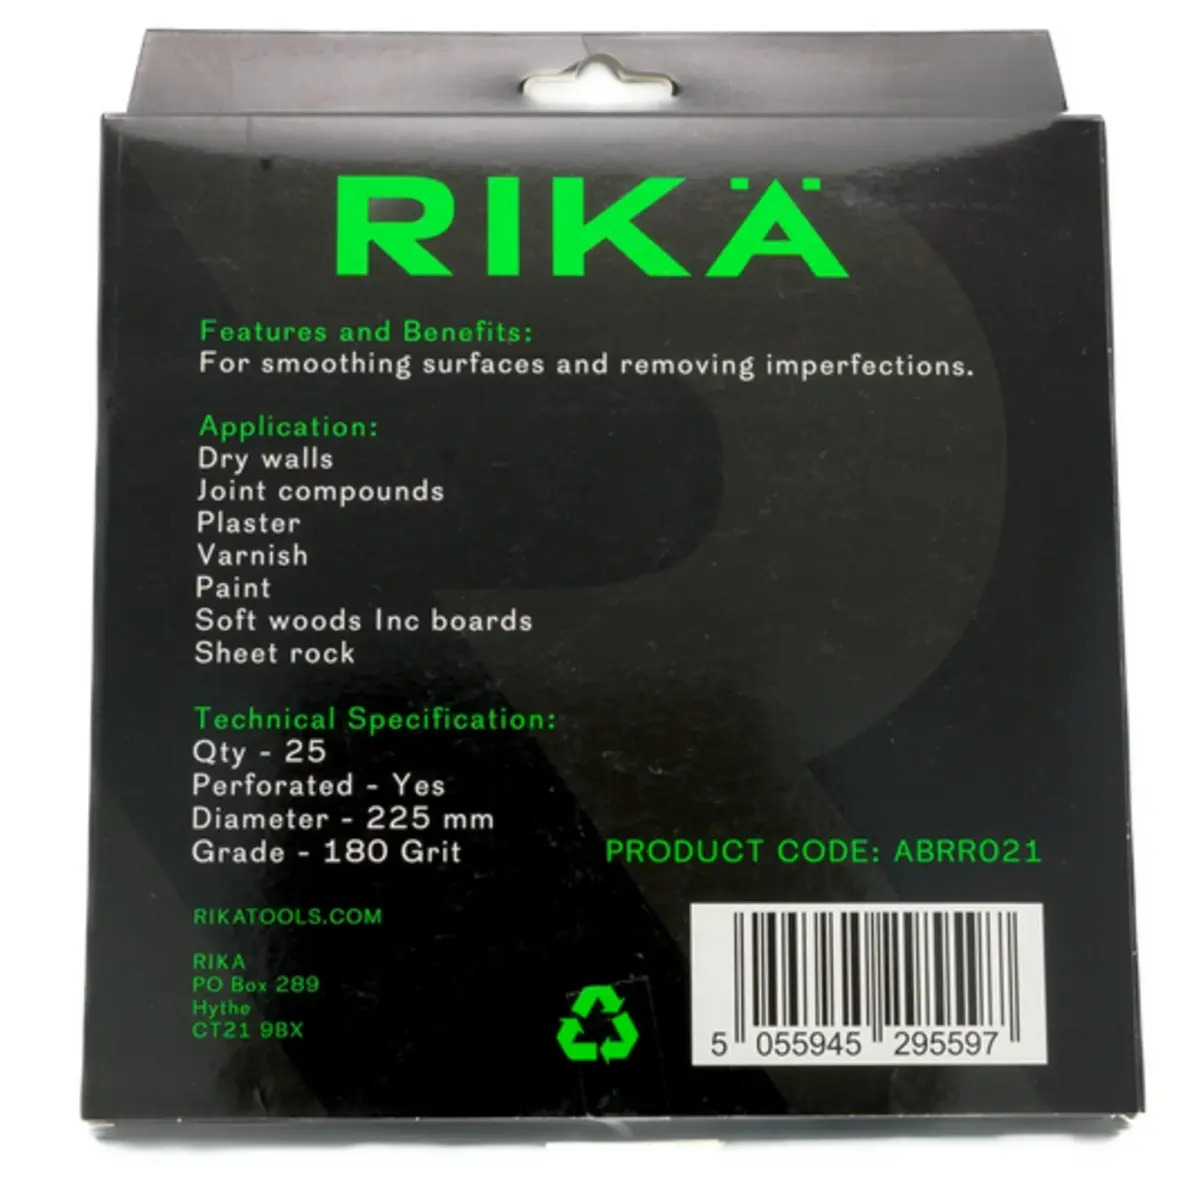 RIKÄ
Features and Benefits:
For smoothing surfaces and removing imperfections.
Application:
Dry walls
Joint compounds
Plaster
Varnish
Paint
Soft woods Inc boards
Sheet rock
Technical Specification:
Qty - 25
Perforated - Yes
Diameter - 225 mm
Grade - 180 Grit
PRODUCT CODE: ABRR021
RIKATOOLS.COM
RIKA
PO Box 289
Hythe
CT21 9BX
5 055945 295597